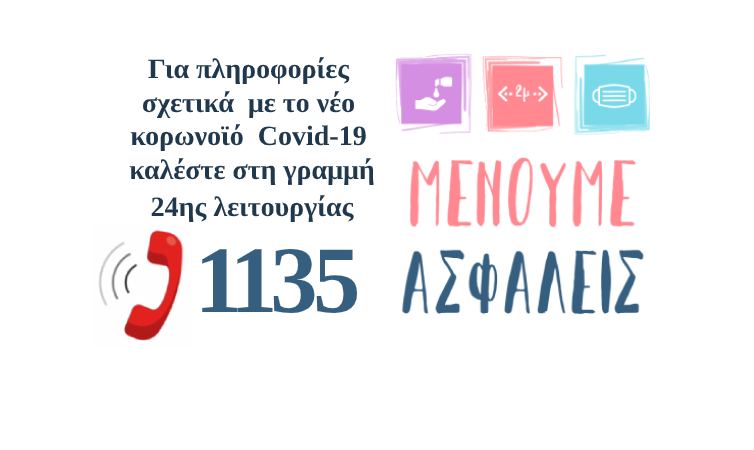 Για πληροφορίες
σχετικά με το νέο
κορωνοϊό Covid-19
καλέστε στη γραμμή
24ης λειτουργίας
1135
<·2μ·>
ΜΕΝΟΥΜΕ
ΑΣΦΑΛΕΙΣ